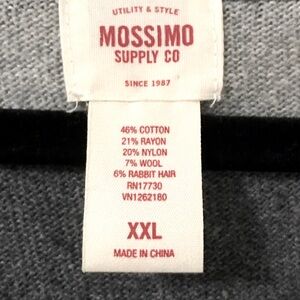 UTILITY & STYLE
MOSSIMO
SUPPLY CO
SINCE 1987
46% COTTON
21% RAYON
20% NYLON
7% WOOL
6% RABBIT HAIR
RN17730
VN1262180
XXL
MADE IN CHINA